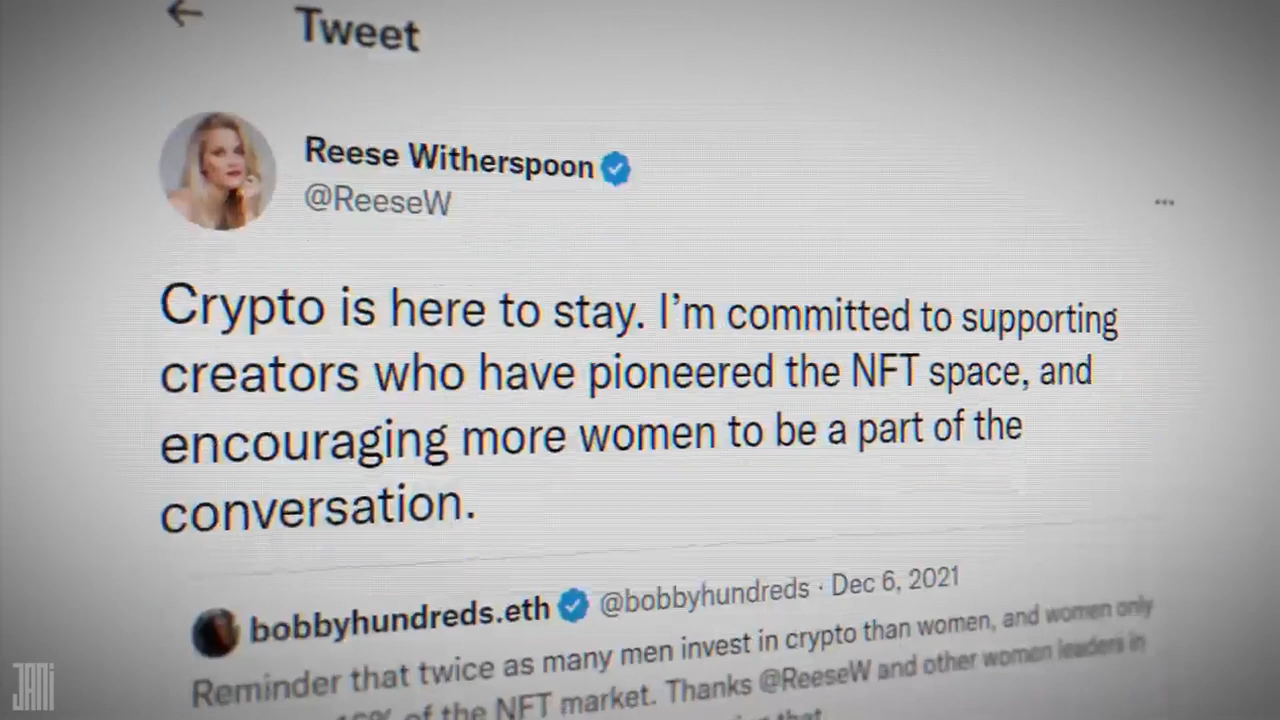 Tweet
Reese Witherspoon
@ReeseW
Crypto is here to stay. I’m committed to supporting
creators who have pioneered the NFT space, and
encouraging more women to be a part of the
conversation.
bobbyhundreds.eth @bobbyhundreds · Dec 6, 2021
Reminder that twice as many men invest in crypto than women, and women only
of the NFT market. Thanks @ReeseW and other women leaders in
that
JANI